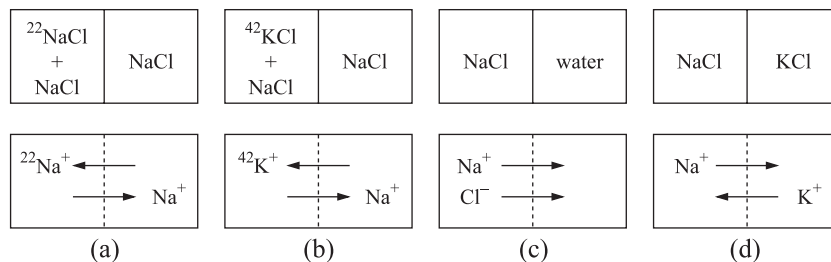 ²²NaCl
+
NaCl
NaCl
⁴²KCl
+
NaCl
NaCl
NaCl
water
NaCl
KCl
²²Na⁺
Na⁺
⁴²K⁺
Na⁺
Na⁺
Cl⁻
Na⁺
K⁺
(a)
(b)
(c)
(d)